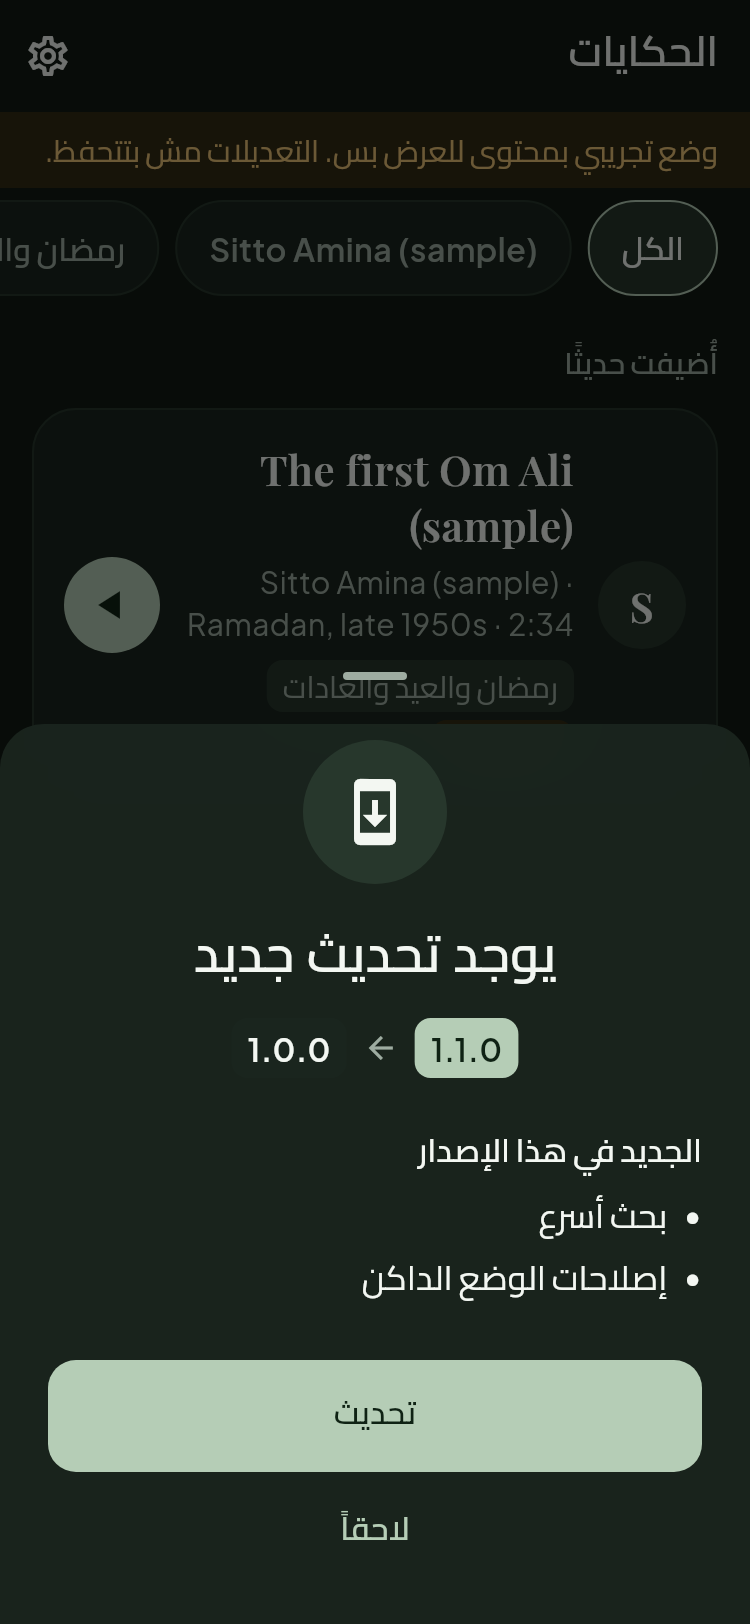 الحكايات
وضع تجريبي بمحتوى للعرض بس. التعديلات مش بتتحفظ.
الكل
Sitto Amina (sample)
رمضان وال
أُضيفت حديثًا
The first Om Ali
(sample)
S
Sitto Amina (sample) ·
Ramadan, late 1950s · 2:34
رمضان والعيد والعادات
يوجد تحديث جديد
1.1.0 ← 1.0.0
الجديد في هذا الإصدار
• بحث أسرع
• إصلاحات الوضع الداكن
تحديث
لاحقاً